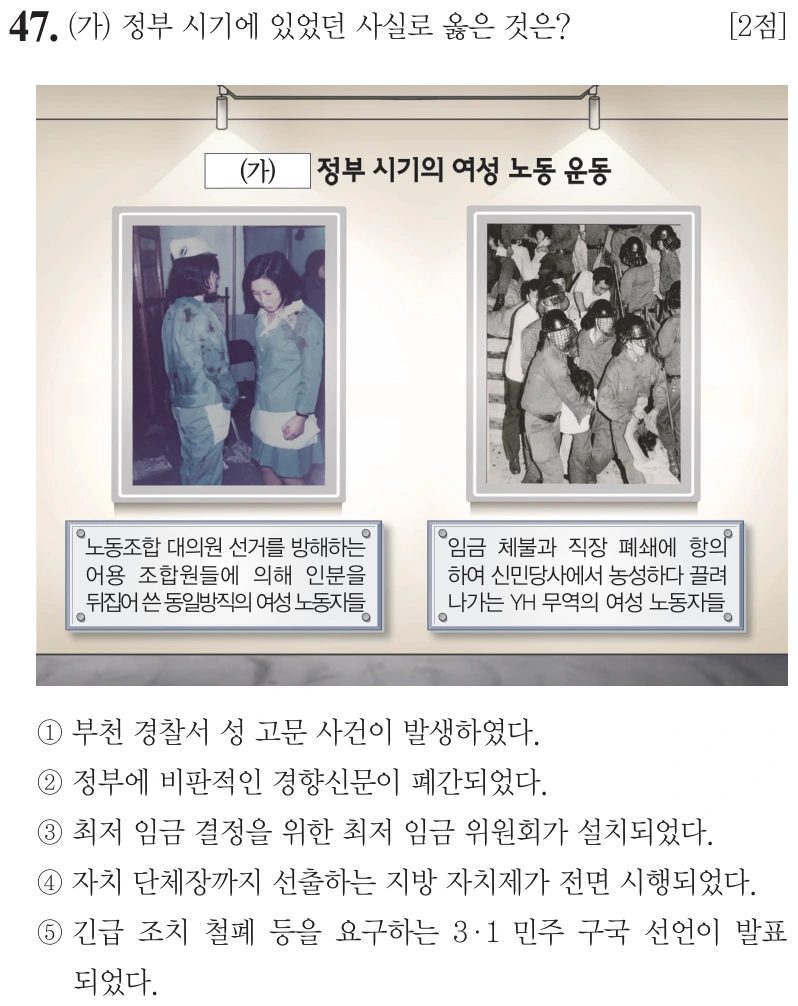 47. (가) 정부 시기에 있었던 사실로 옳은 것은? [2점]
(가) 정부 시기의 여성 노동 운동
노동조합 대의원 선거를 방해하는
어용 조합원들에 의해 인분을
뒤집어 쓴 동일방직의 여성 노동자들
임금 체불과 직장 폐쇄에 항의
하여 신민당사에서 농성하다 끌려
나가는 YH 무역의 여성 노동자들
① 부천 경찰서 성 고문 사건이 발생하였다.
② 정부에 비판적인 경향신문이 폐간되었다.
③ 최저 임금 결정을 위한 최저 임금 위원회가 설치되었다.
④ 자치 단체장까지 선출하는 지방 자치제가 전면 시행되었다.
⑤ 긴급 조치 철폐 등을 요구하는 3·1 민주 구국 선언이 발표
되었다.